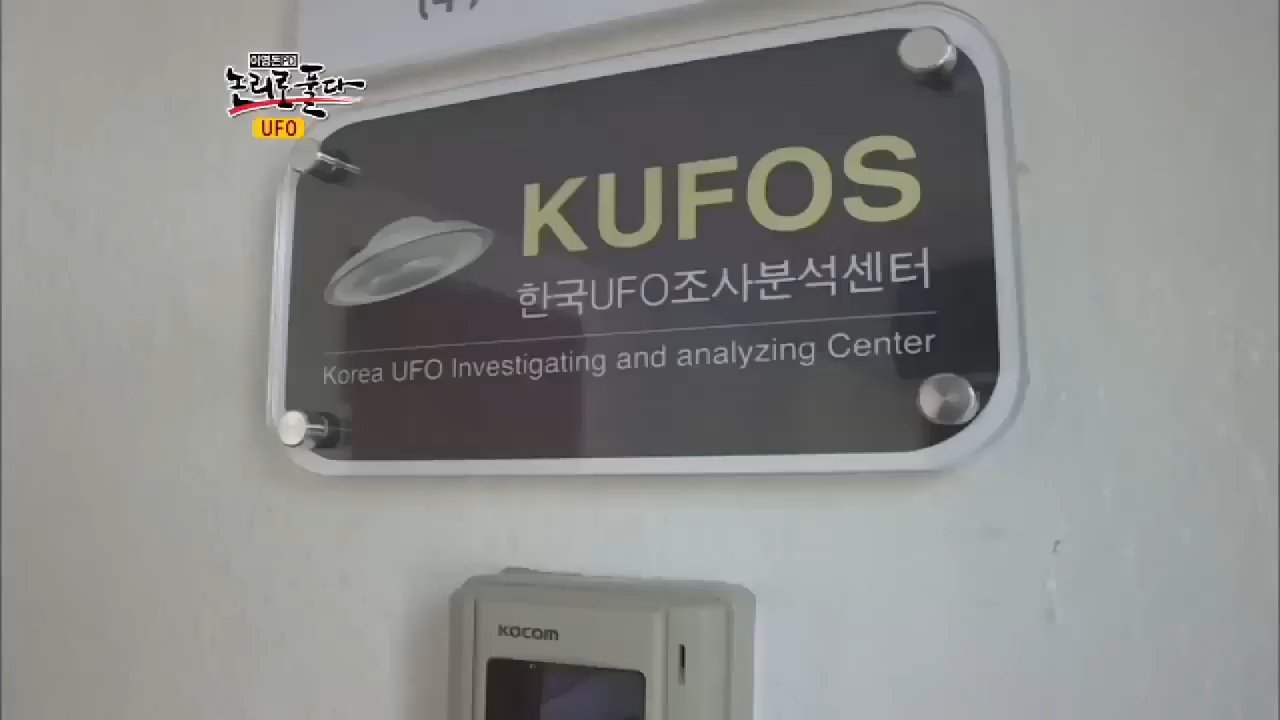 이영돈PD
논리로풀다
UFO
KUFOS
한국UFO조사분석센터
Korea UFO Investigating and analyzing Center
KOCOM